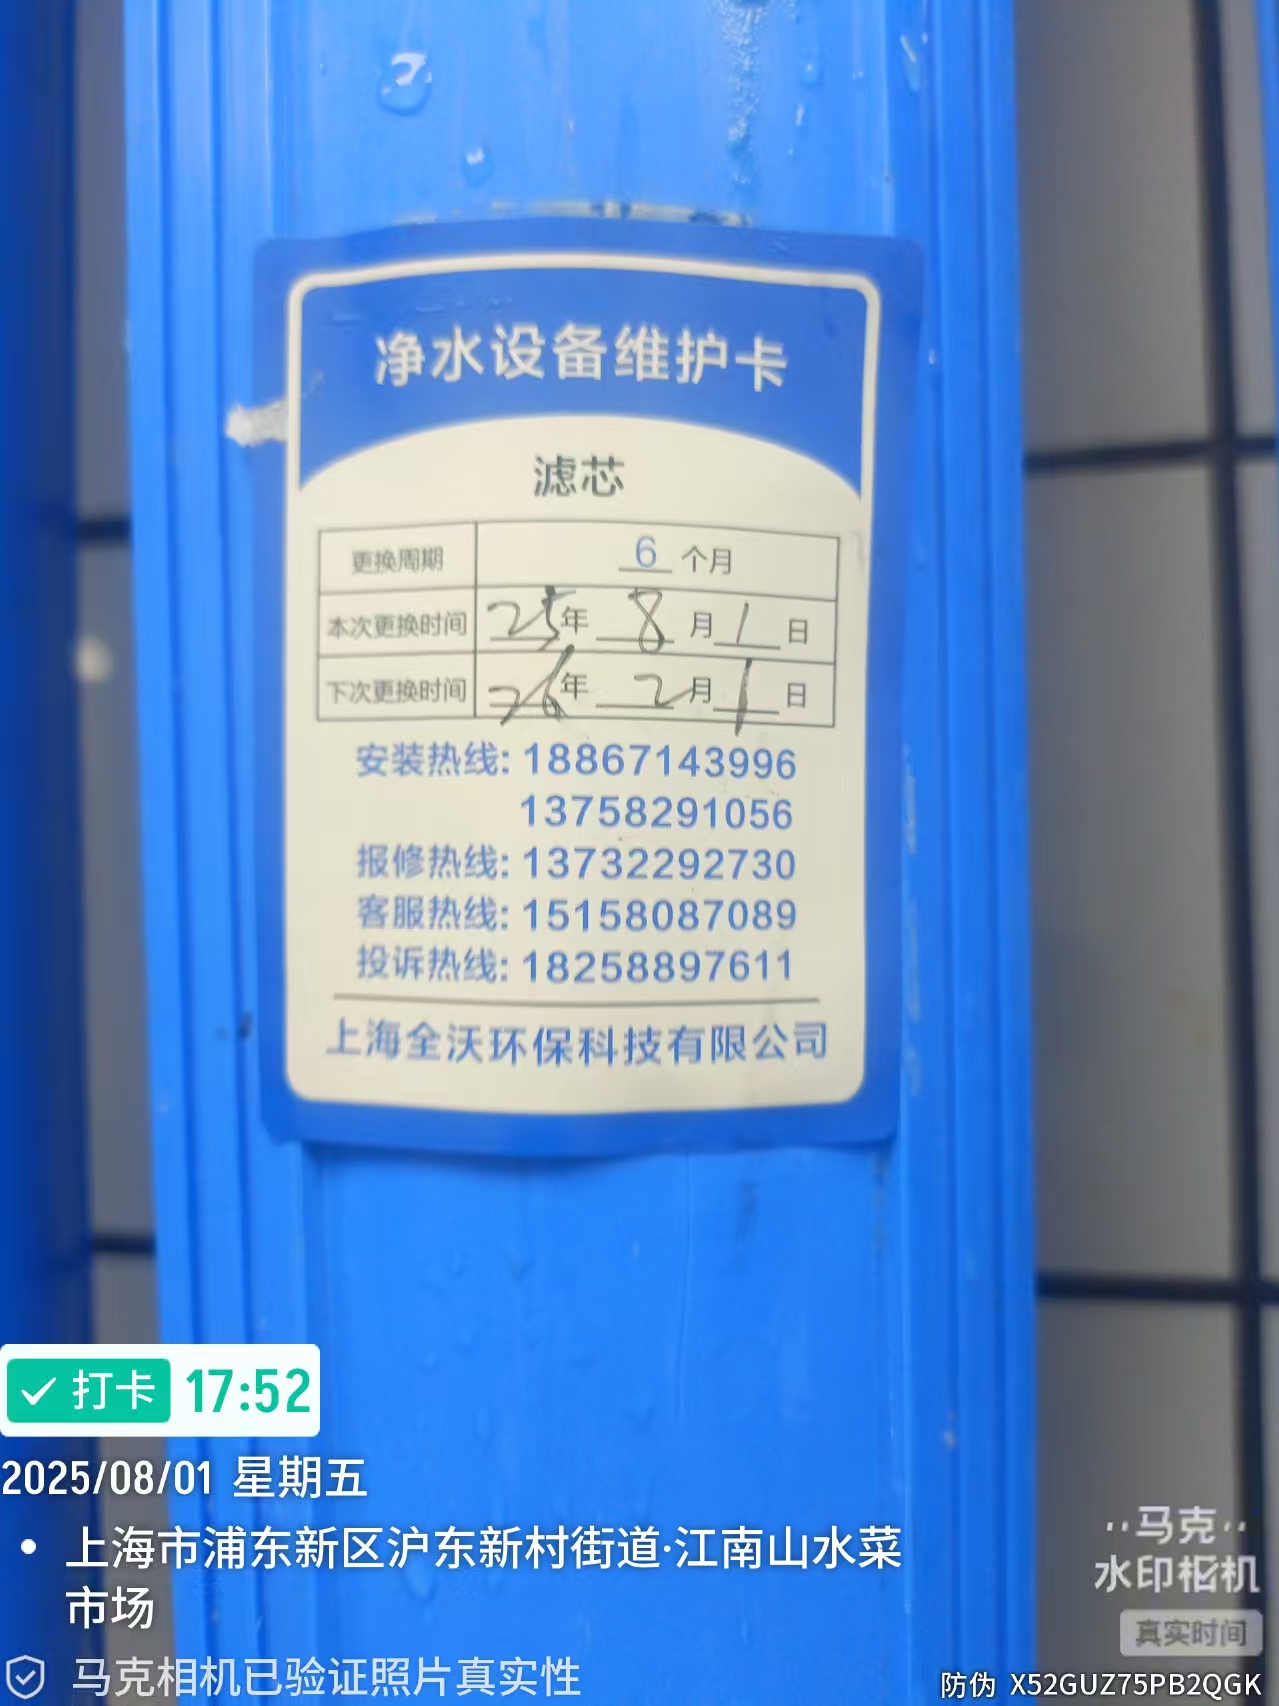 净水设备维护卡
滤芯
更换周期 6 个月
本次更换时间 25年 8月 1日
下次更换时间 26年 2月 1日
安装热线: 18867143996
13758291056
报修热线: 13732292730
客服热线: 15158087089
投诉热线: 18258897611
上海全沃环保科技有限公司
打卡 17:52
2025/08/01 星期五
上海市浦东新区沪东新村街道·江南山水菜
市场
马克相机已验证照片真实性
马克
水印相机
真实时间
防伪 X52GUZ75PB2QGK